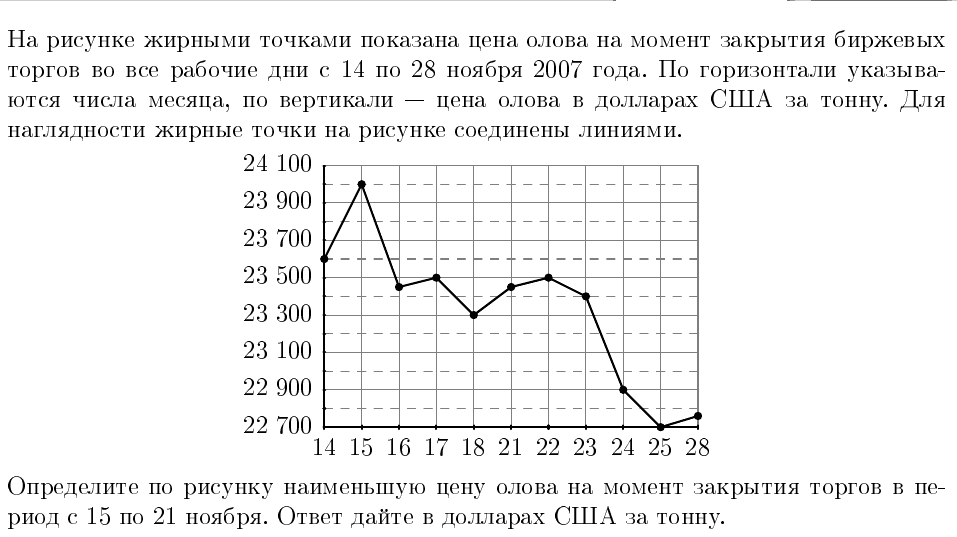 На рисунке жирными точками показана цена олова на момент закрытия биржевых
торгов во все рабочие дни с 14 по 28 ноября 2007 года. По горизонтали указыва-
ются числа месяца, по вертикали — цена олова в долларах США за тонну. Для
наглядности жирные точки на рисунке соединены линиями.
24 100
23 900
23 700
23 500
23 300
23 100
22 900
22 700
14 15 16 17 18 21 22 23 24 25 28
Определите по рисунку наименьшую цену олова на момент закрытия торгов в пе-
риод с 15 по 21 ноября. Ответ дайте в долларах США за тонну.